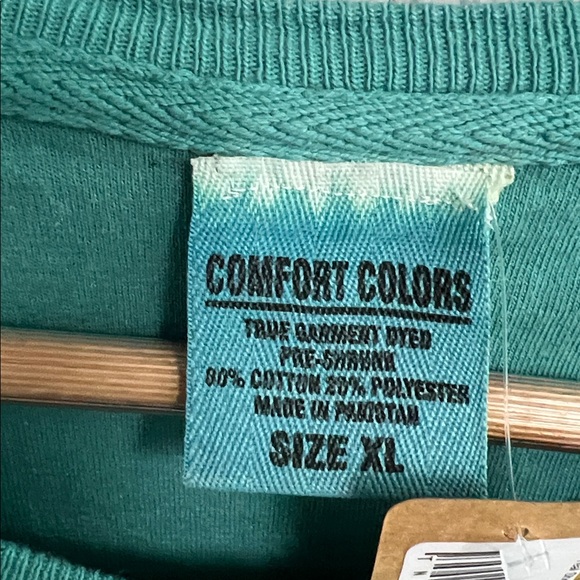 COMFORT COLORS
TRUE GARMENT DYED
PRE-SHRUNK
80% COTTON 20% POLYESTER
MADE IN PAKISTAN
SIZE XL